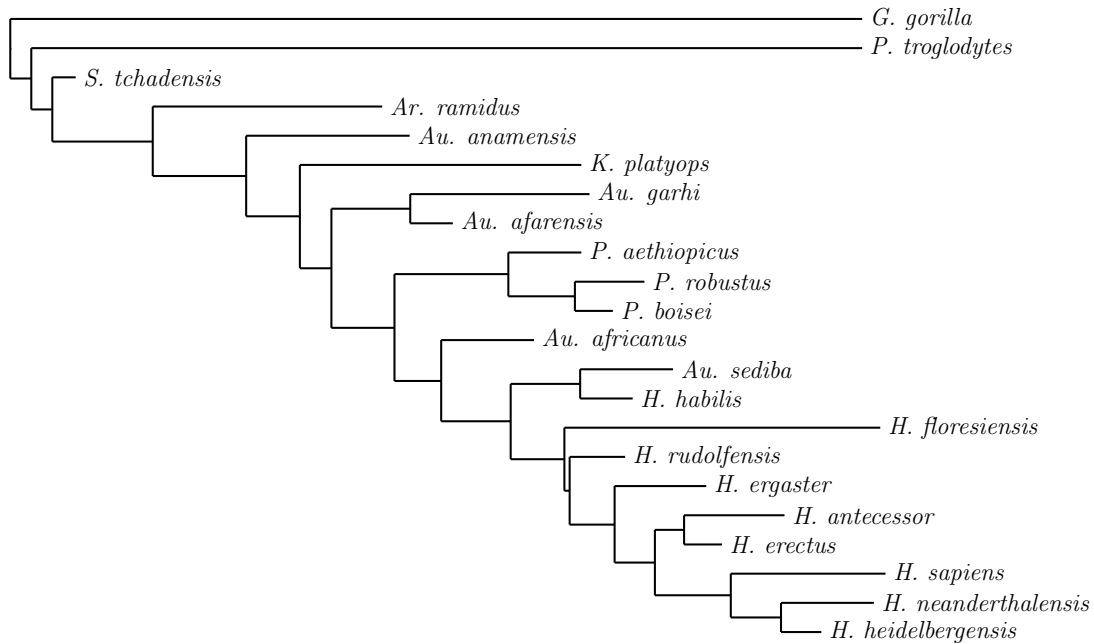 G. gorilla
P. troglodytes
S. tchadensis
Ar. ramidus
Au. anamensis
K. platyops
Au. garhi
Au. afarensis
P. aethiopicus
P. robustus
P. boisei
Au. africanus
Au. sediba
H. habilis
H. floresiensis
H. rudolfensis
H. ergaster
H. antecessor
H. erectus
H. sapiens
H. neanderthalensis
H. heidelbergensis